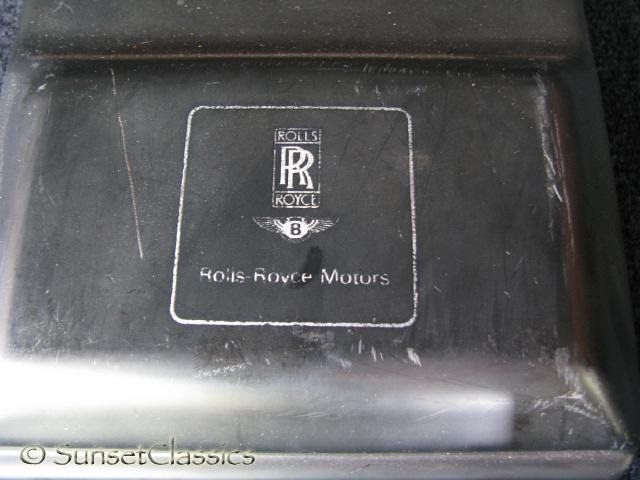 ROLLS
RR
ROYCE
B
Rolls-Royce Motors
© SunsetClassics